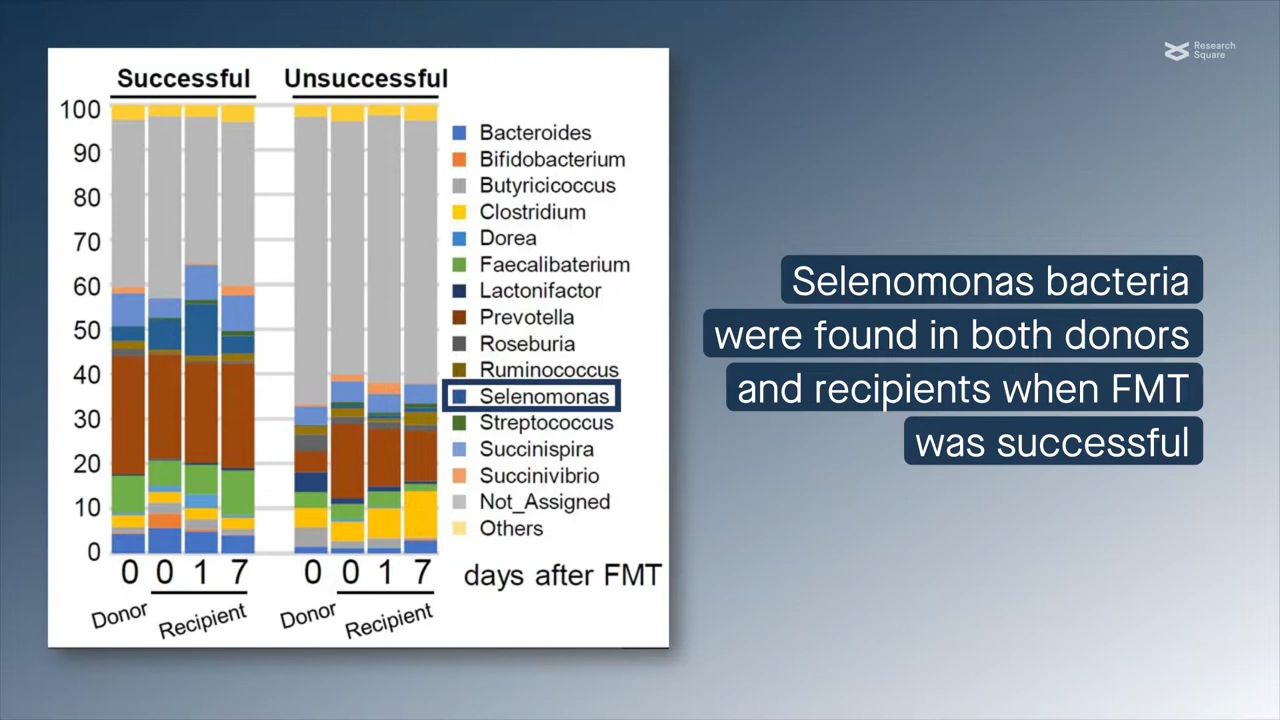 Research
Square
Successful
Unsuccessful
100
90
80
70
60
50
40
30
20
10
0
Bacteroides
Bifidobacterium
Butyricicoccus
Clostridium
Dorea
Faecalibaterium
Lactonifactor
Prevotella
Roseburia
Ruminococcus
Selenomonas
Streptococcus
Succinispira
Succinivibrio
Not_Assigned
Others
0 0 1 7 0 0 1 7 days after FMT
Donor Recipient Donor Recipient
Selenomonas bacteria
were found in both donors
and recipients when FMT
was successful